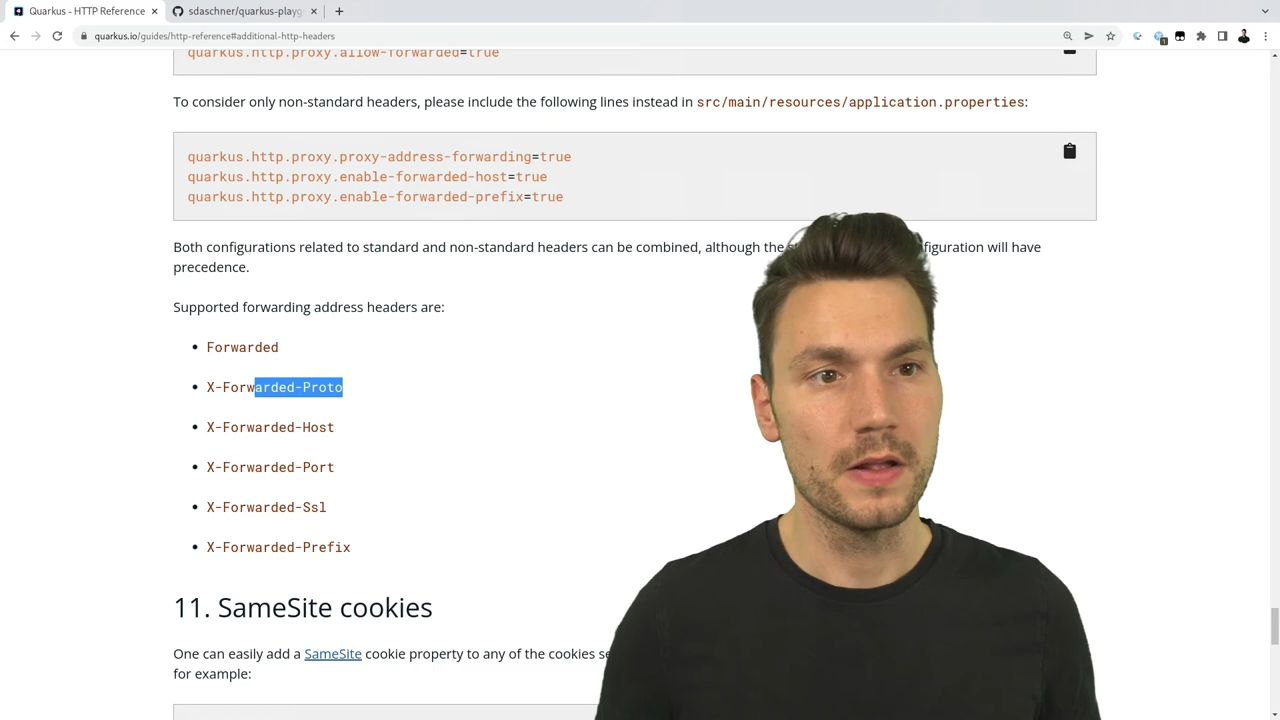 Quarkus - HTTP Reference
sdaschner/quarkus-playg
quarkus.io/guides/http-reference#additional-http-headers
1
quarkus.http.proxy.allow-forwarded=true
To consider only non-standard headers, please include the following lines instead in src/main/resources/application.properties:
quarkus.http.proxy.proxy-address-forwarding=true
quarkus.http.proxy.enable-forwarded-host=true
quarkus.http.proxy.enable-forwarded-prefix=true
Both configurations related to standard and non-standard headers can be combined, although the figuration will have
precedence.
Supported forwarding address headers are:
• Forwarded
• X-Forwarded-Proto
• X-Forwarded-Host
• X-Forwarded-Port
• X-Forwarded-Ssl
• X-Forwarded-Prefix
11. SameSite cookies
One can easily add a SameSite cookie property to any of the cookies se
for example: